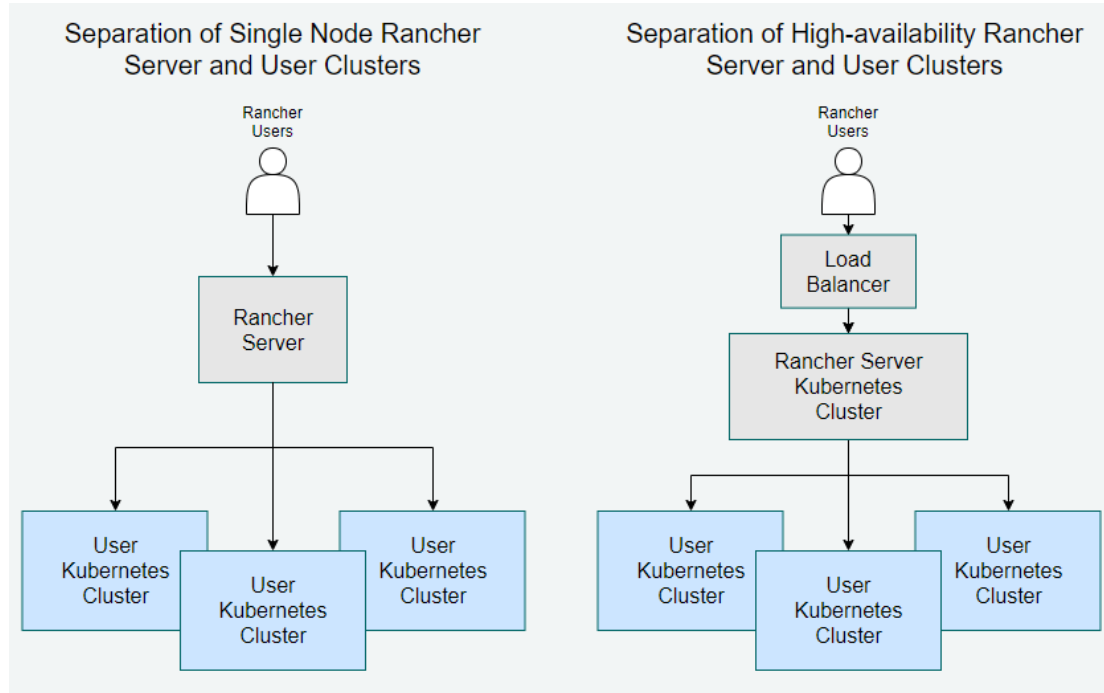 Separation of Single Node Rancher
Server and User Clusters
Rancher
Users
Rancher
Server
User
Kubernetes
Cluster
User
Kubernetes
Cluster
User
Kubernetes
Cluster
Separation of High-availability Rancher
Server and User Clusters
Rancher
Users
Load
Balancer
Rancher Server
Kubernetes
Cluster
User
Kubernetes
Cluster
User
Kubernetes
Cluster
User
Kubernetes
Cluster